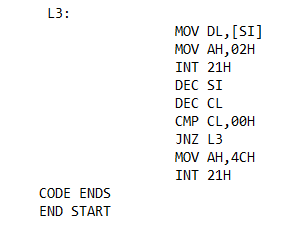 L3:
MOV DL,[SI]
MOV AH,02H
INT 21H
DEC SI
DEC CL
CMP CL,00H
JNZ L3
MOV AH,4CH
INT 21H
CODE ENDS
END START